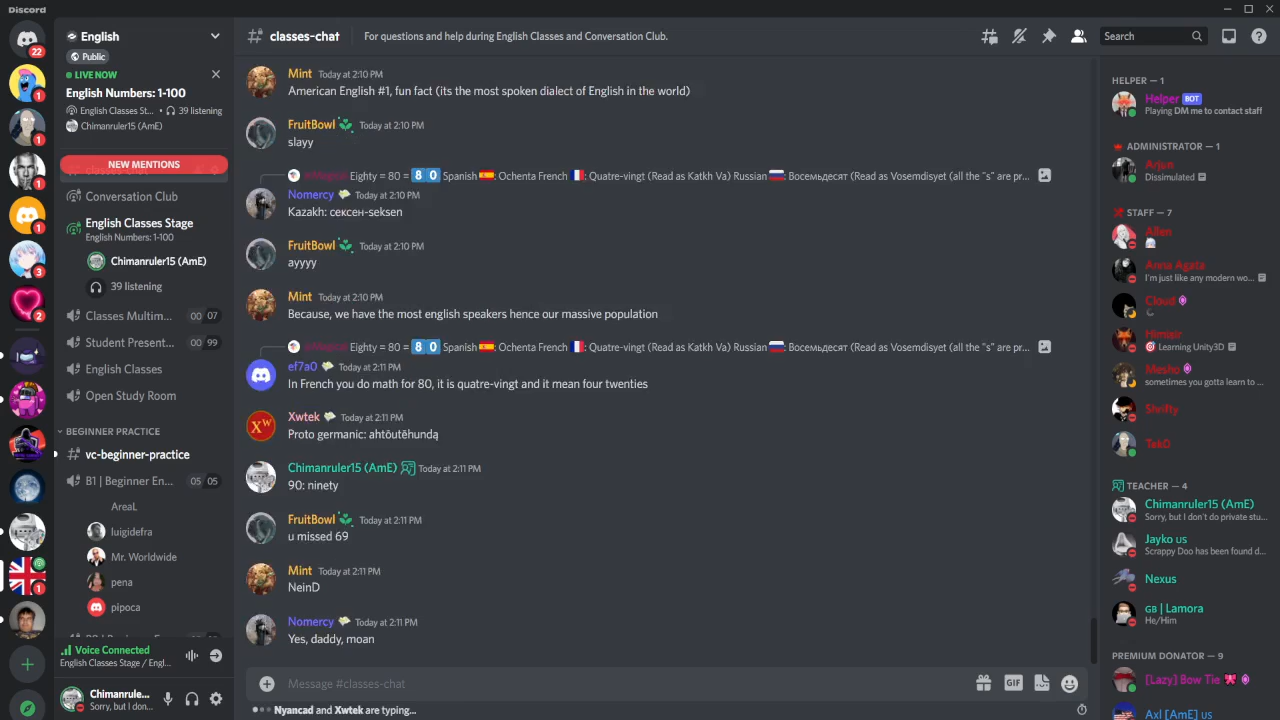 Discord
22
1
1
1
1
3
2
1
English
Public
LIVE NOW
English Numbers: 1-100
English Classes St... 39 listening
Chimanruler15 (AmE)
NEW MENTIONS
Conversation Club
English Classes Stage
English Numbers: 1-100
Chimanruler15 (AmE)
39 listening
Classes Multim... 00 07
Student Present... 00 99
English Classes
Open Study Room
BEGINNER PRACTICE
vc-beginner-practice
B1 | Beginner En... 05 05
AreaL
luigidefra
Mr. Worldwide
pena
pipoca
Voice Connected
English Classes Stage / Engl...
Chimanrule...
Sorry, but I don...
classes-chat For questions and help during English Classes and Conversation Club.
Search
Mint Today at 2:10 PM
American English #1, fun fact (its the most spoken dialect of English in the world)
FruitBowl Today at 2:10 PM
slayy
Eighty = 80 = 8 0 Spanish : Ochenta French : Quatre-vingt (Read as Katkh Va) Russian : Восемьдесят (Read as Vosemdisyet (all the "s" are pr...
Nomercy Today at 2:10 PM
Kazakh: сексен-seksen
FruitBowl Today at 2:10 PM
ayyyy
Mint Today at 2:10 PM
Because, we have the most english speakers hence our massive population
Eighty = 80 = 8 0 Spanish : Ochenta French : Quatre-vingt (Read as Katkh Va) Russian : Восемьдесят (Read as Vosemdisyet (all the "s" are pr...
ef7a0 Today at 2:11 PM
In French you do math for 80, it is quatre-vingt and it mean four twenties
XW
Xwtek Today at 2:11 PM
Proto germanic: ahtōutēhundą
Chimanruler15 (AmE) Today at 2:11 PM
90: ninety
FruitBowl Today at 2:11 PM
u missed 69
Mint Today at 2:11 PM
NeinD
Nomercy Today at 2:11 PM
Yes, daddy, moan
Message #classes-chat
GIF
Nyancad and Xwtek are typing...
HELPER — 1
Helper BOT
Playing DM me to contact staff
ADMINISTRATOR — 1
Arjun
Dissimulated
STAFF — 7
Allen
Anna Agata
I'm just like any modern wo...
Cloud
Learning Unity3D
Mesho
sometimes you gotta learn to ...
Shrifty
TekD
TEACHER — 4
Chimanruler15 (AmE)
Sorry, but I don't do private stu...
Jayko us
Scrappy Doo has been found d...
Nexus
GB | Lamora
He/Him
PREMIUM DONATOR — 9
[Lazy] Bow Tie
Axl [AmE] us